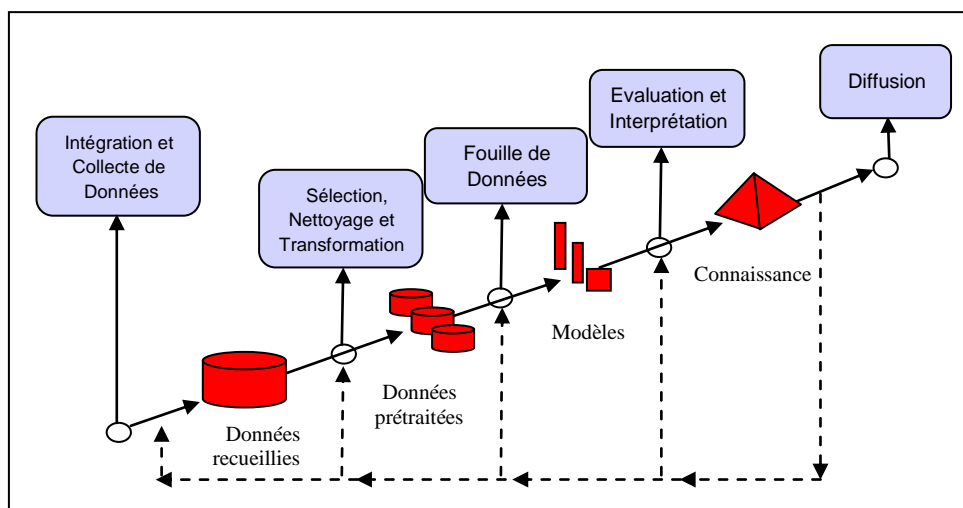 Intégration et
Collecte de
Données
Sélection,
Nettoyage et
Transformation
Fouille de
Données
Evaluation et
Interprétation
Diffusion
Données
recueillies
Données
prétraitées
Modèles
Connaissance